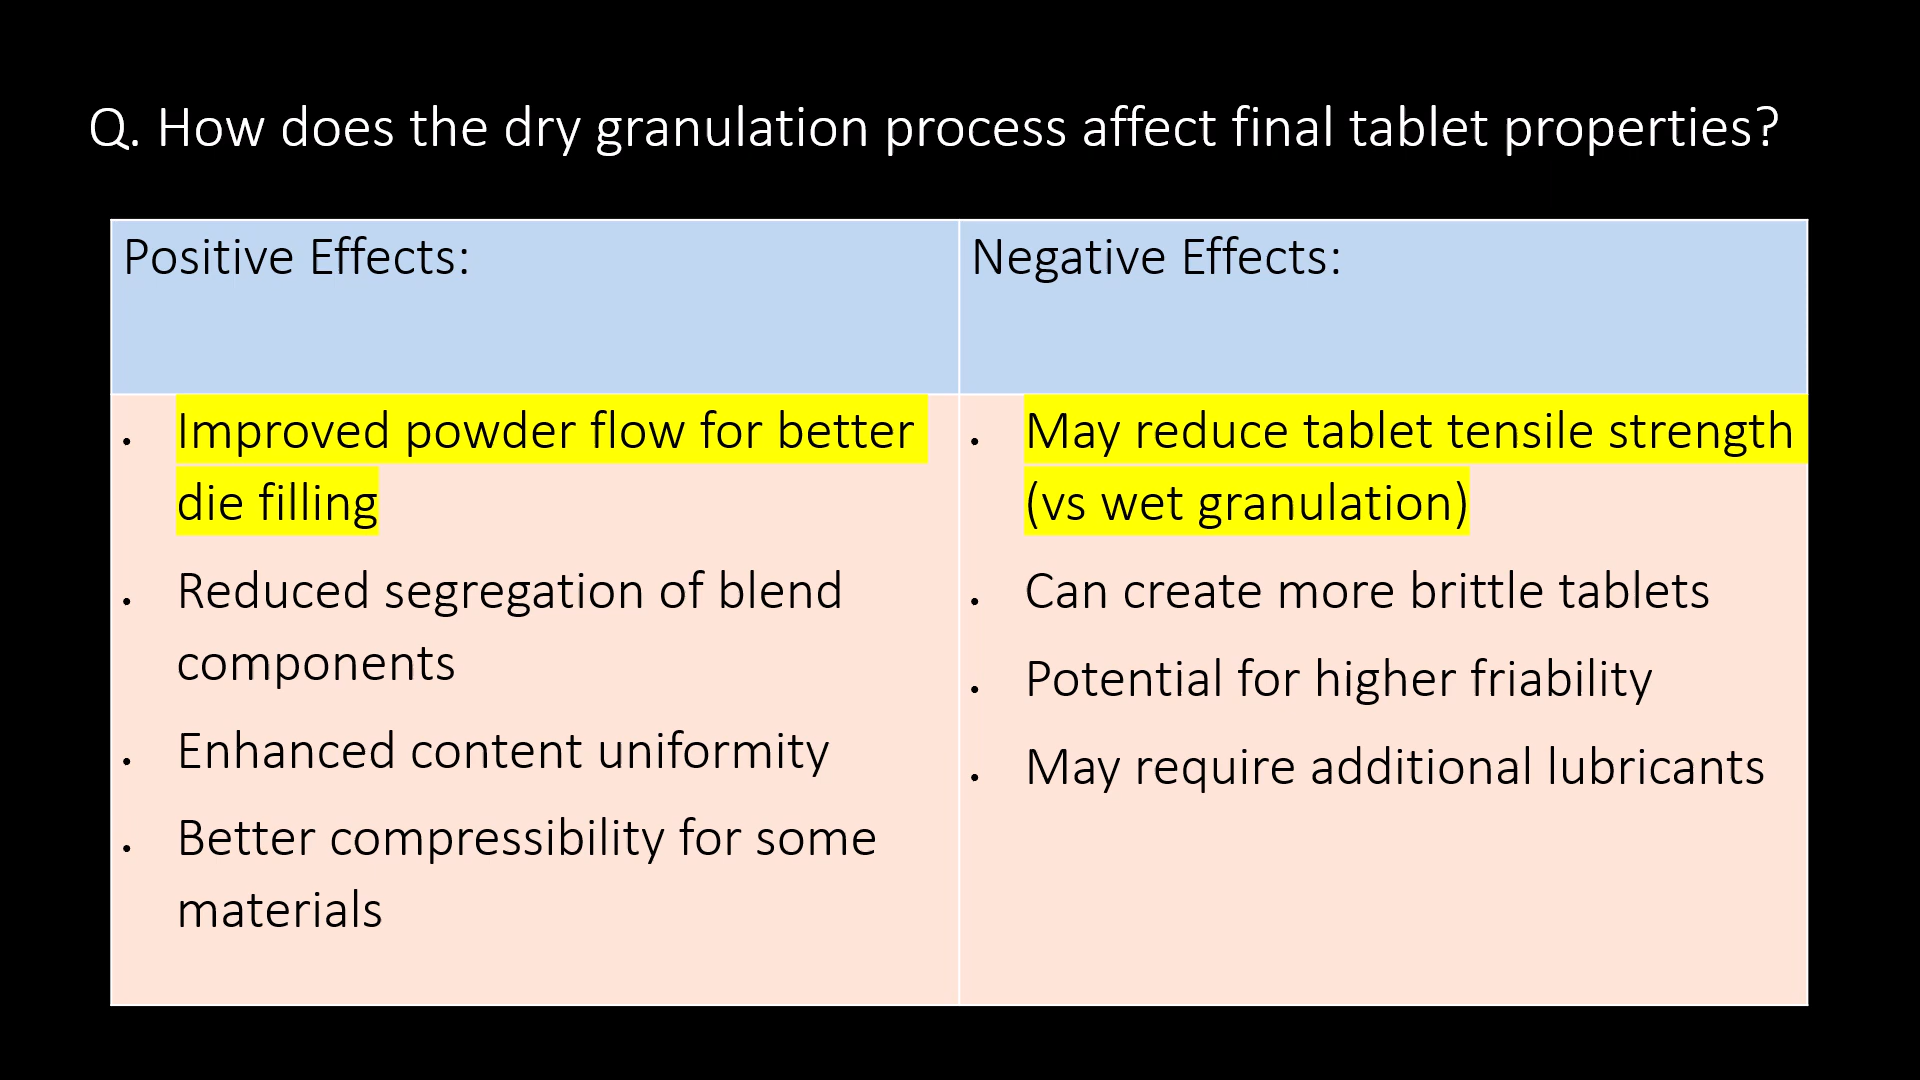 Q. How does the dry granulation process affect final tablet properties?
Positive Effects:
Negative Effects:
• Improved powder flow for better
die filling
• Reduced segregation of blend
components
• Enhanced content uniformity
• Better compressibility for some
materials
• May reduce tablet tensile strength
(vs wet granulation)
• Can create more brittle tablets
• Potential for higher friability
• May require additional lubricants